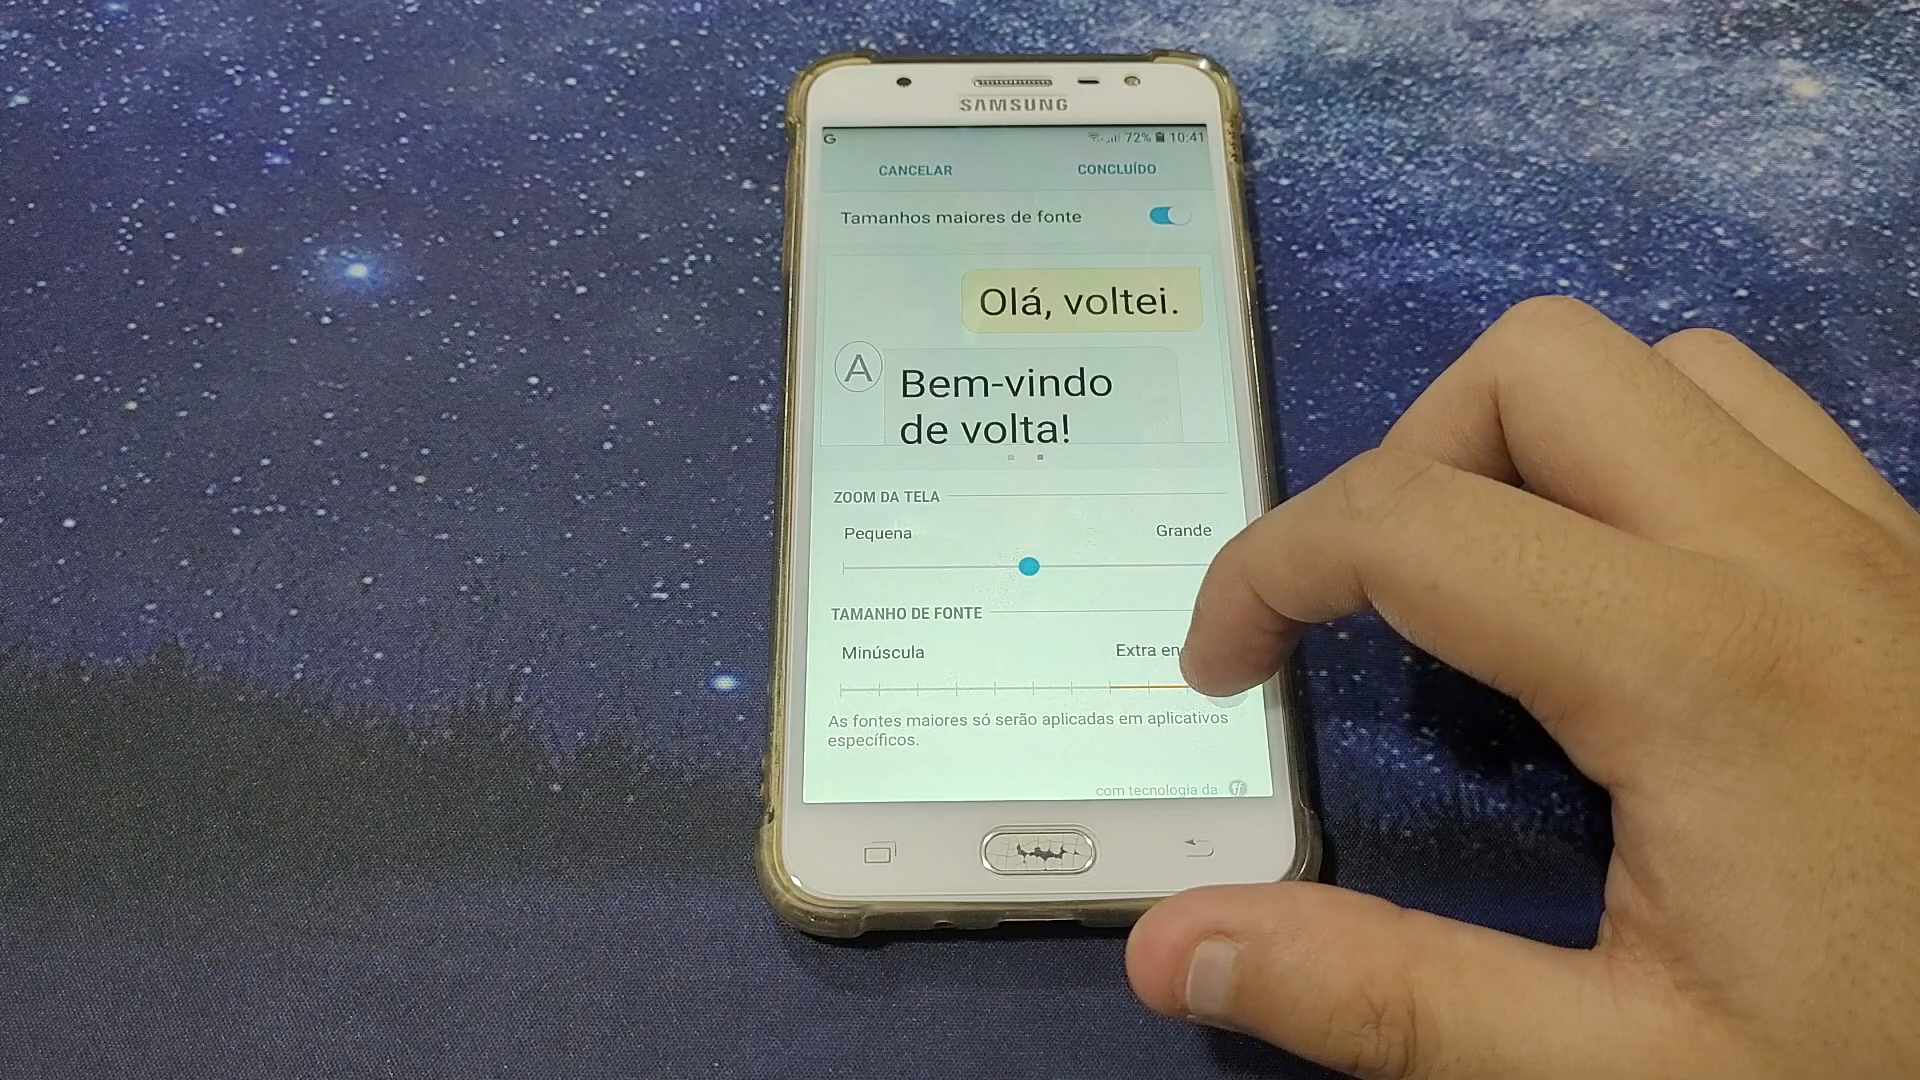 SAMSUNG
G 72% 10:41
CANCELAR CONCLUÍDO
Tamanhos maiores de fonte
Olá, voltei.
A
Bem-vindo
de volta!
ZOOM DA TELA
Pequena Grande
TAMANHO DE FONTE
Minúscula Extra
As fontes maiores só serão aplicadas em aplicativos
específicos.
com tecnologia da ff